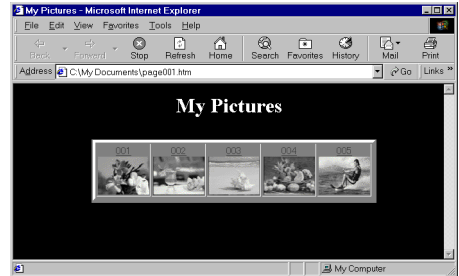 My Pictures - Microsoft Internet Explorer
File Edit View Favorites Tools Help
Back Forward Stop Refresh Home Search Favorites History Mail Print
Address C:\My Documents\page001.htm Go Links »
My Pictures
001 002 003 004 005
My Computer